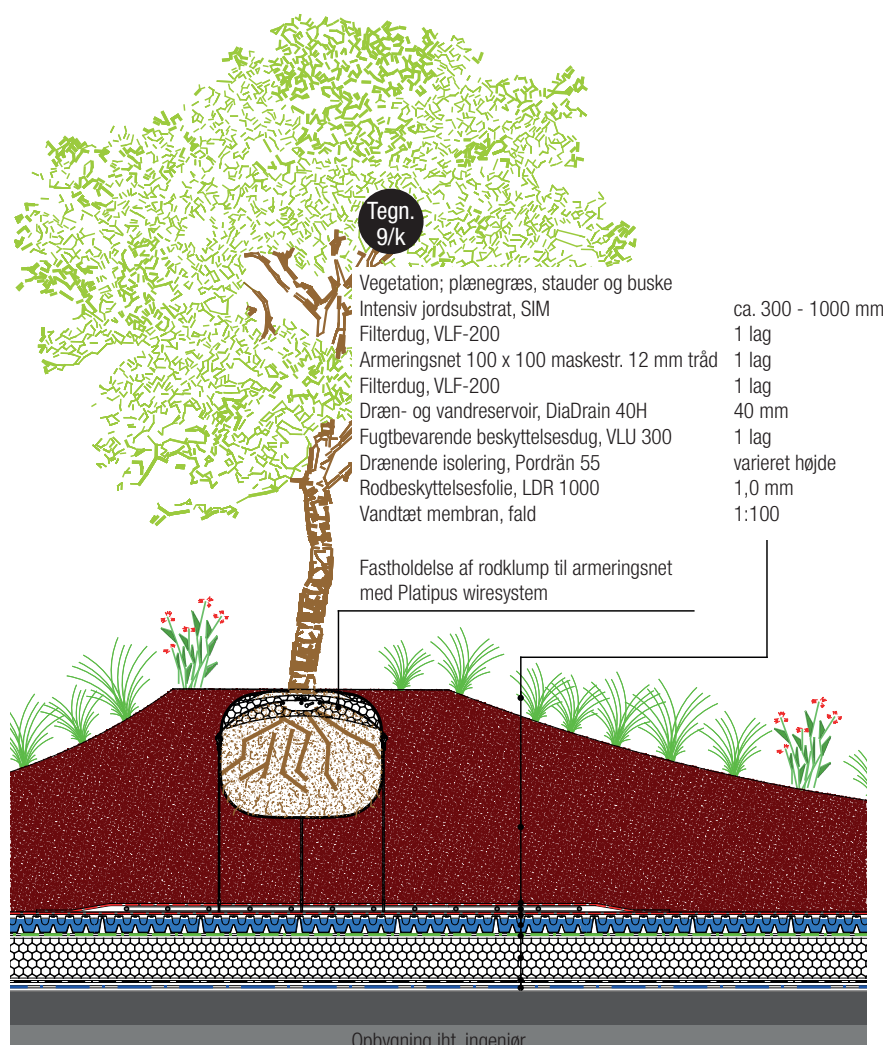 Tegn.
9/k
Vegetation; plænegræs, stauder og buske
Intensiv jordsubstrat, SIM ca. 300 - 1000 mm
Filterdug, VLF-200 1 lag
Armeringsnet 100 x 100 maskestr. 12 mm tråd 1 lag
Filterdug, VLF-200 1 lag
Dræn- og vandreservoir, DiaDrain 40H 40 mm
Fugtbevarende beskyttelsesdug, VLU 300 1 lag
Drænende isolering, Pordrän 55 varieret højde
Rodbeskyttelsesfolie, LDR 1000 1,0 mm
Vandtæt membran, fald 1:100
Fastholdelse af rodklump til armeringsnet
med Platipus wiresystem
Opbygning iht. ingeniør